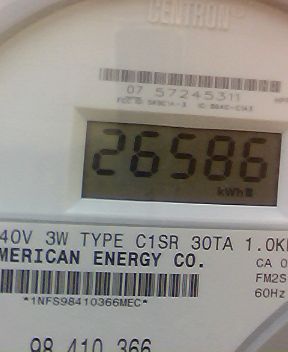 CENTRON
07 57245311
26586
kWh
40V 3W TYPE C1SR 30TA 1.0K
MERICAN ENERGY CO.
CA 0
FM2S
*1NFS98410366MEC*
60Hz
98 410 366